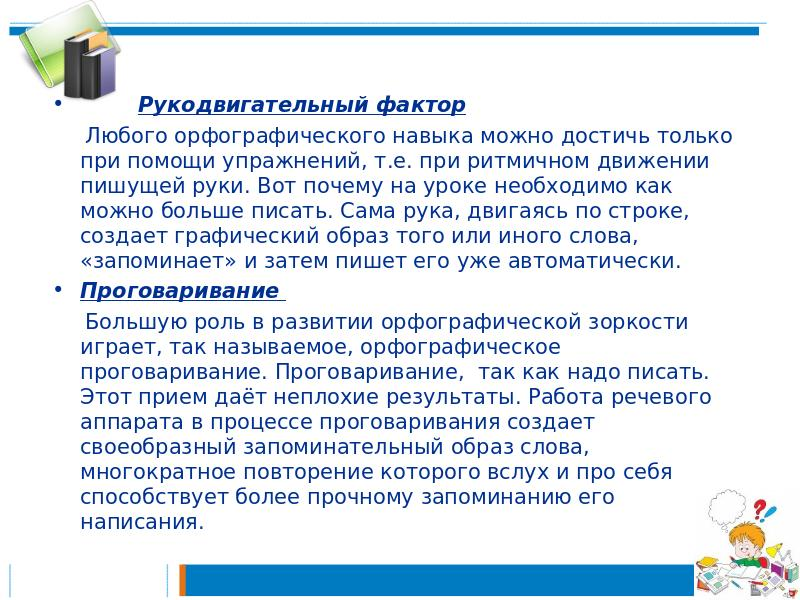 • Рукодвигательный фактор
Любого орфографического навыка можно достичь только
при помощи упражнений, т.е. при ритмичном движении
пишущей руки. Вот почему на уроке необходимо как
можно больше писать. Сама рука, двигаясь по строке,
создает графический образ того или иного слова,
«запоминает» и затем пишет его уже автоматически.
• Проговаривание
Большую роль в развитии орфографической зоркости
играет, так называемое, орфографическое
проговаривание. Проговаривание,  так как надо писать.
Этот прием даёт неплохие результаты. Работа речевого
аппарата в процессе проговаривания создает
своеобразный запоминательный образ слова,
многократное повторение которого вслух и про себя
способствует более прочному запоминанию его
написания.